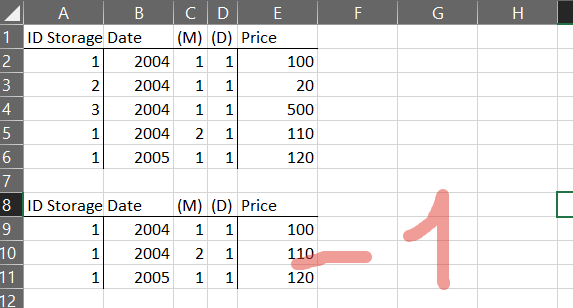 A B C D E F G H
1 ID Storage Date (M) (D) Price
2 1 2004 1 1 100
3 2 2004 1 1 20
4 3 2004 1 1 500
5 1 2004 2 1 110
6 1 2005 1 1 120
7
8 ID Storage Date (M) (D) Price
9 1 2004 1 1 100
10 1 2004 2 1 110 — 1
11 1 2005 1 1 120
12